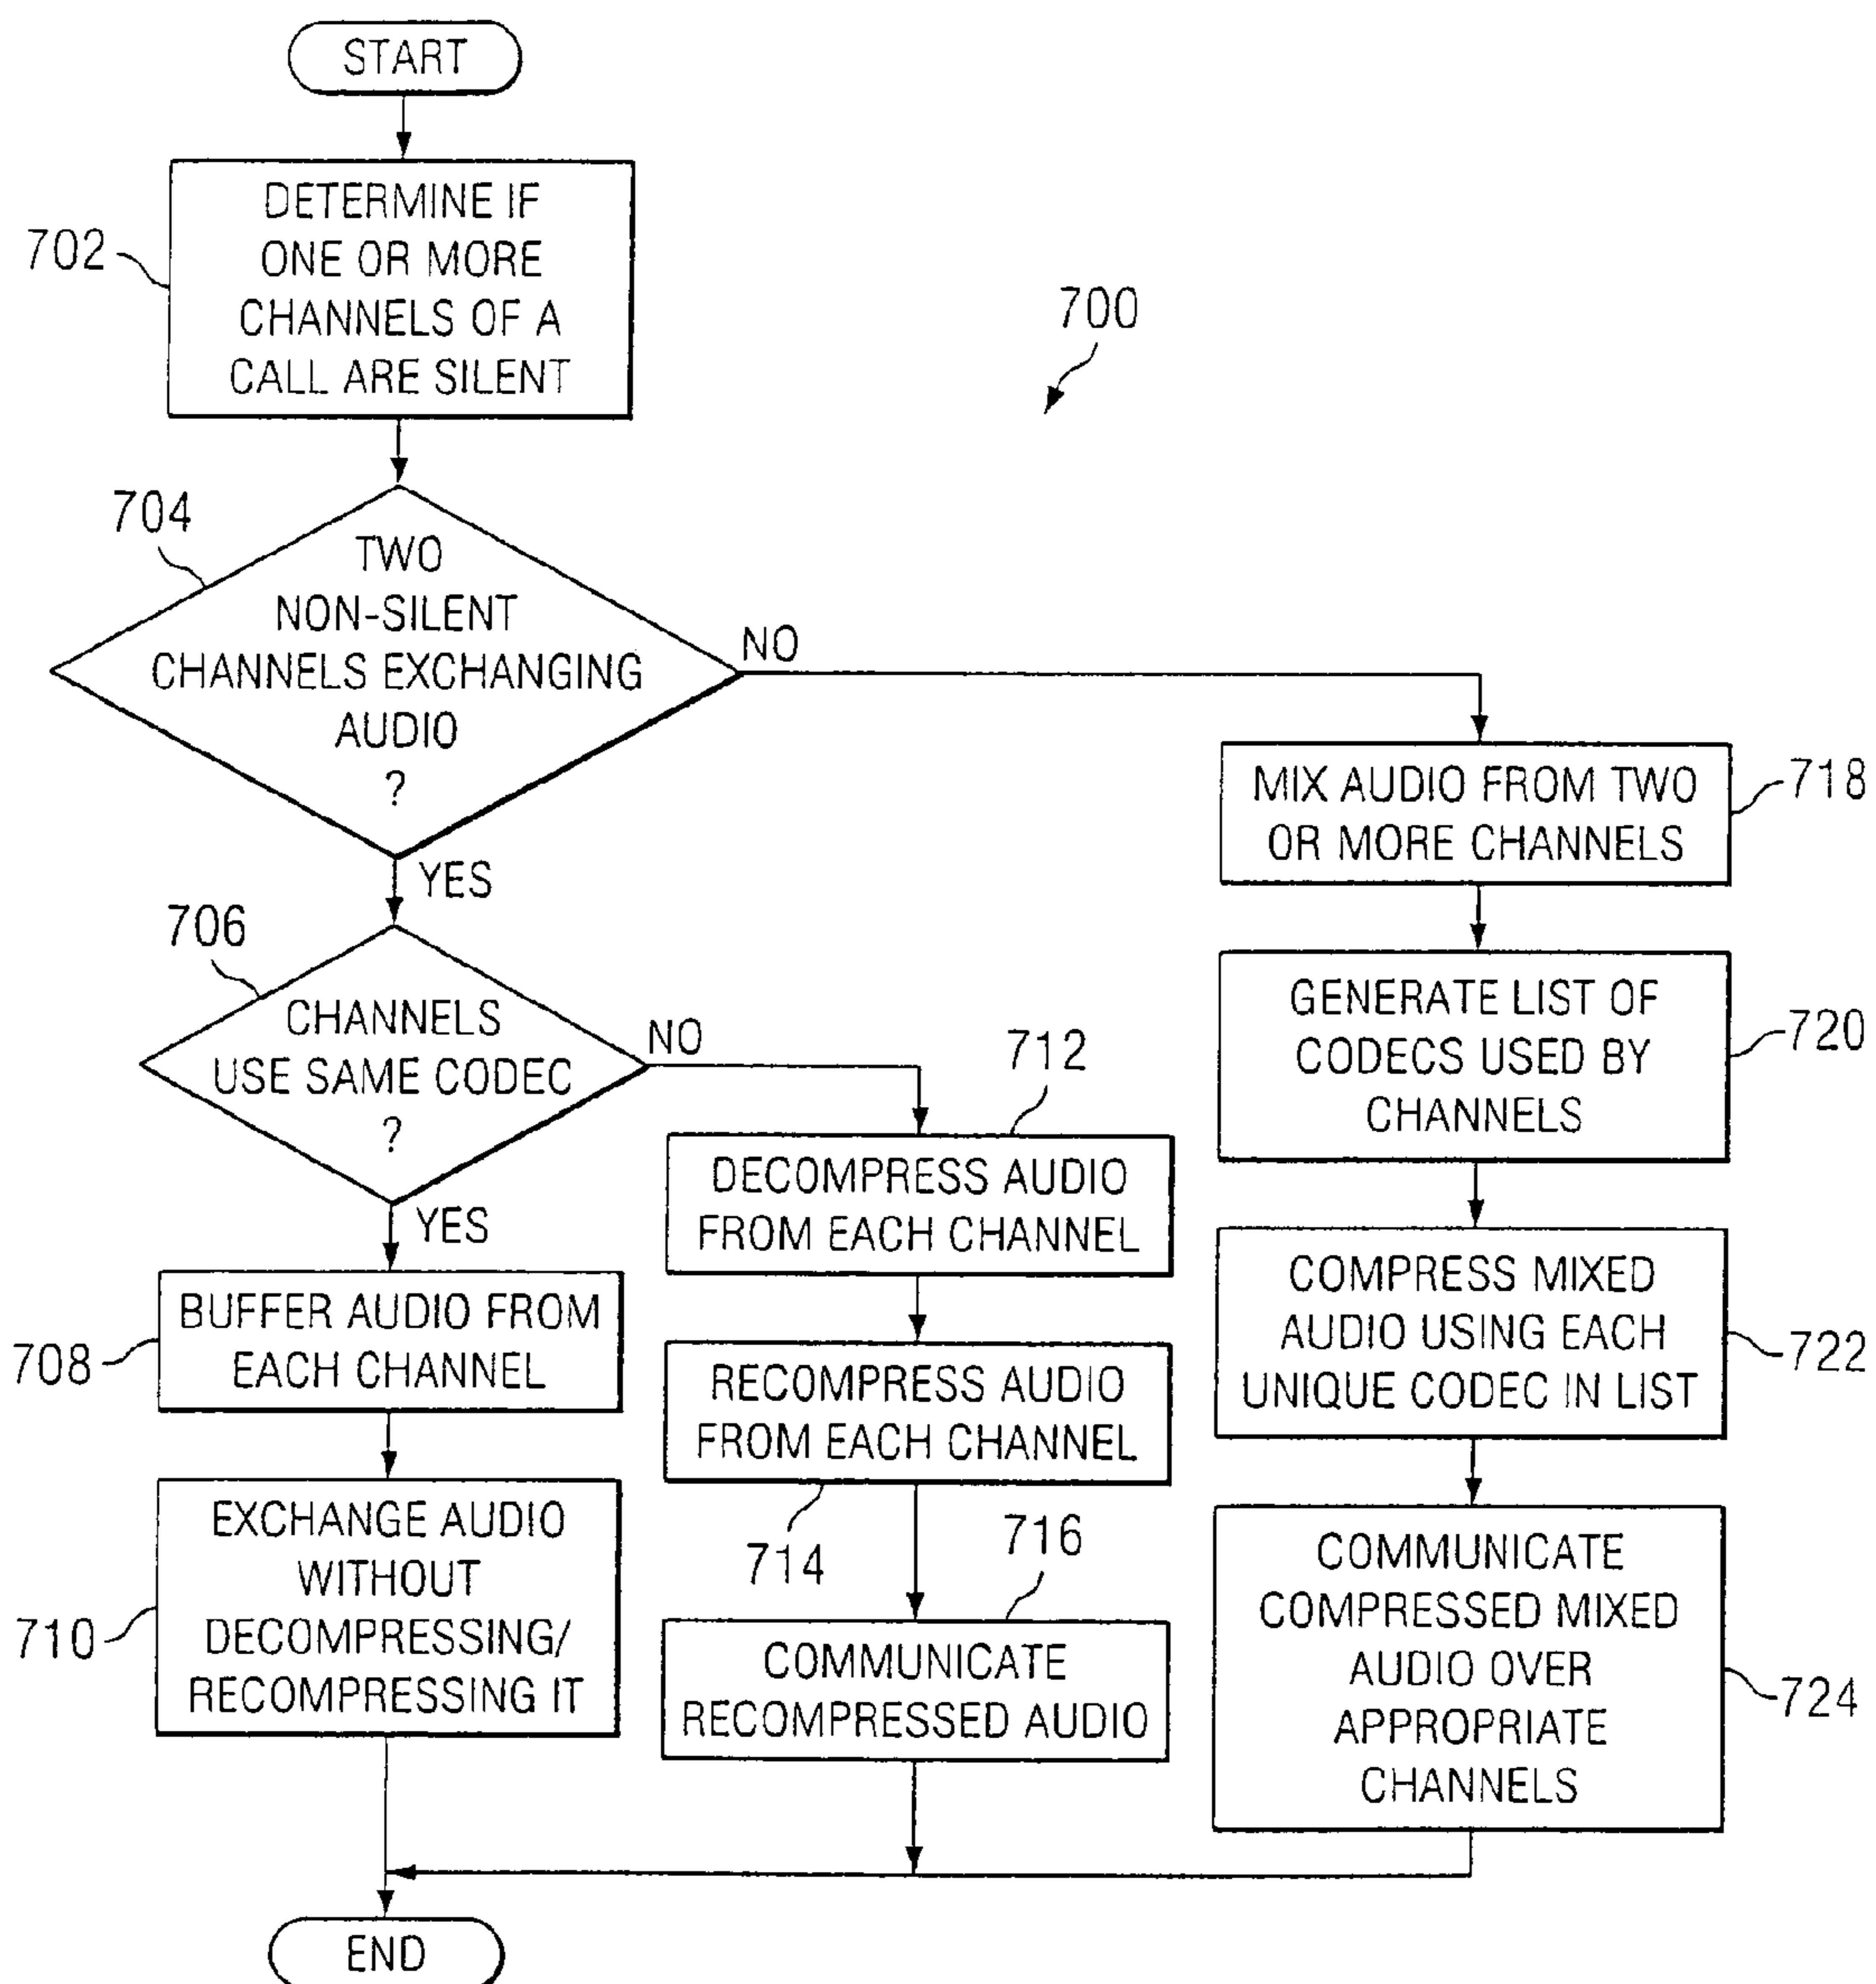 START
702
DETERMINE IF
ONE OR MORE
CHANNELS OF A
CALL ARE SILENT
700
704
TWO
NON-SILENT
CHANNELS EXCHANGING
AUDIO
?
NO
YES
706
CHANNELS
USE SAME CODEC
?
NO
YES
708
BUFFER AUDIO FROM
EACH CHANNEL
710
EXCHANGE AUDIO
WITHOUT
DECOMPRESSING/
RECOMPRESSING IT
712
DECOMPRESS AUDIO
FROM EACH CHANNEL
RECOMPRESS AUDIO
FROM EACH CHANNEL
714
716
COMMUNICATE
RECOMPRESSED AUDIO
MIX AUDIO FROM TWO
OR MORE CHANNELS
718
GENERATE LIST OF
CODECS USED BY
CHANNELS
720
COMPRESS MIXED
AUDIO USING EACH
UNIQUE CODEC IN LIST
722
COMMUNICATE
COMPRESSED MIXED
AUDIO OVER
APPROPRIATE
CHANNELS
724
END